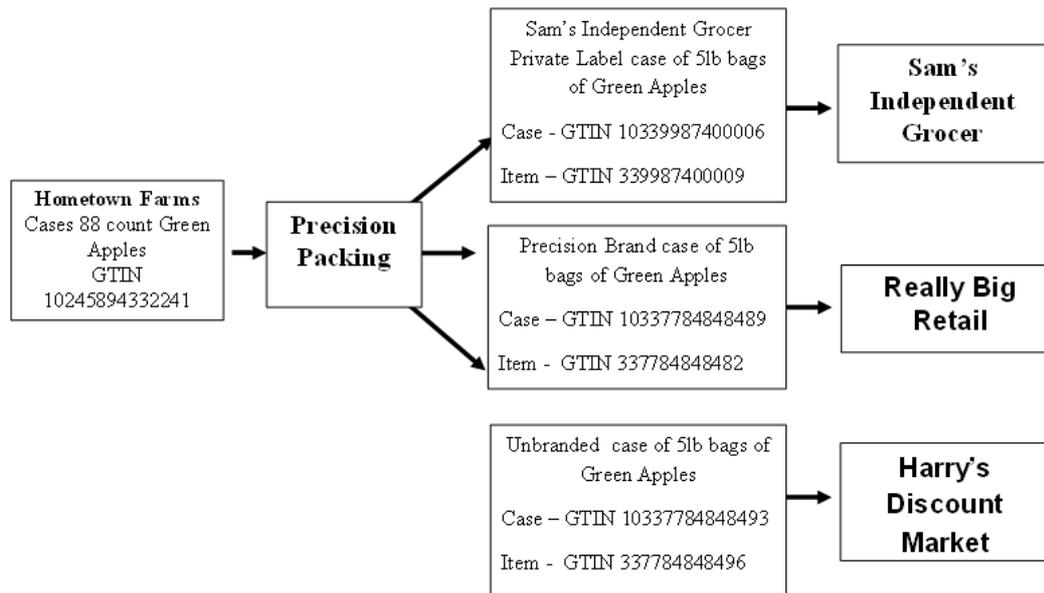 Hometown Farms
Cases 88 count Green
Apples
GTIN
10245894332241
Precision
Packing
Sam’s Independent Grocer
Private Label case of 5lb bags
of Green Apples
Case - GTIN 10339987400006
Item – GTIN 339987400009
Sam’s
Independent
Grocer
Precision Brand case of 5lb
bags of Green Apples
Case – GTIN 10337784848489
Item - GTIN 337784848482
Really Big
Retail
Unbranded case of 5lb bags of
Green Apples
Case – GTIN 10337784848493
Item - GTIN 337784848496
Harry’s
Discount
Market